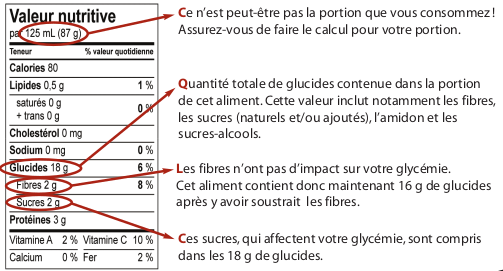 Valeur nutritive
par 125 mL (87 g)
Teneur % valeur quotidienne
Calories 80
Lipides 0,5 g 1 %
saturés 0 g
+ trans 0 g 0 %
Cholestérol 0 mg
Sodium 0 mg 0 %
Glucides 18 g 6 %
Fibres 2 g 8 %
Sucres 2 g
Protéines 3 g
Vitamine A 2 % Vitamine C 10 %
Calcium 0 % Fer 2 %
Ce n'est peut-être pas la portion que vous consommez!
Assurez-vous de faire le calcul pour votre portion.
Quantité totale de glucides contenue dans la portion
de cet aliment. Cette valeur inclut notamment les fibres,
les sucres (naturels et/ou ajoutés), l'amidon et les
sucres-alcools.
Les fibres n'ont pas d'impact sur votre glycémie.
Cet aliment contient donc maintenant 16 g de glucides
après y avoir soustrait les fibres.
Ces sucres, qui affectent votre glycémie, sont compris
dans les 18 g de glucides.